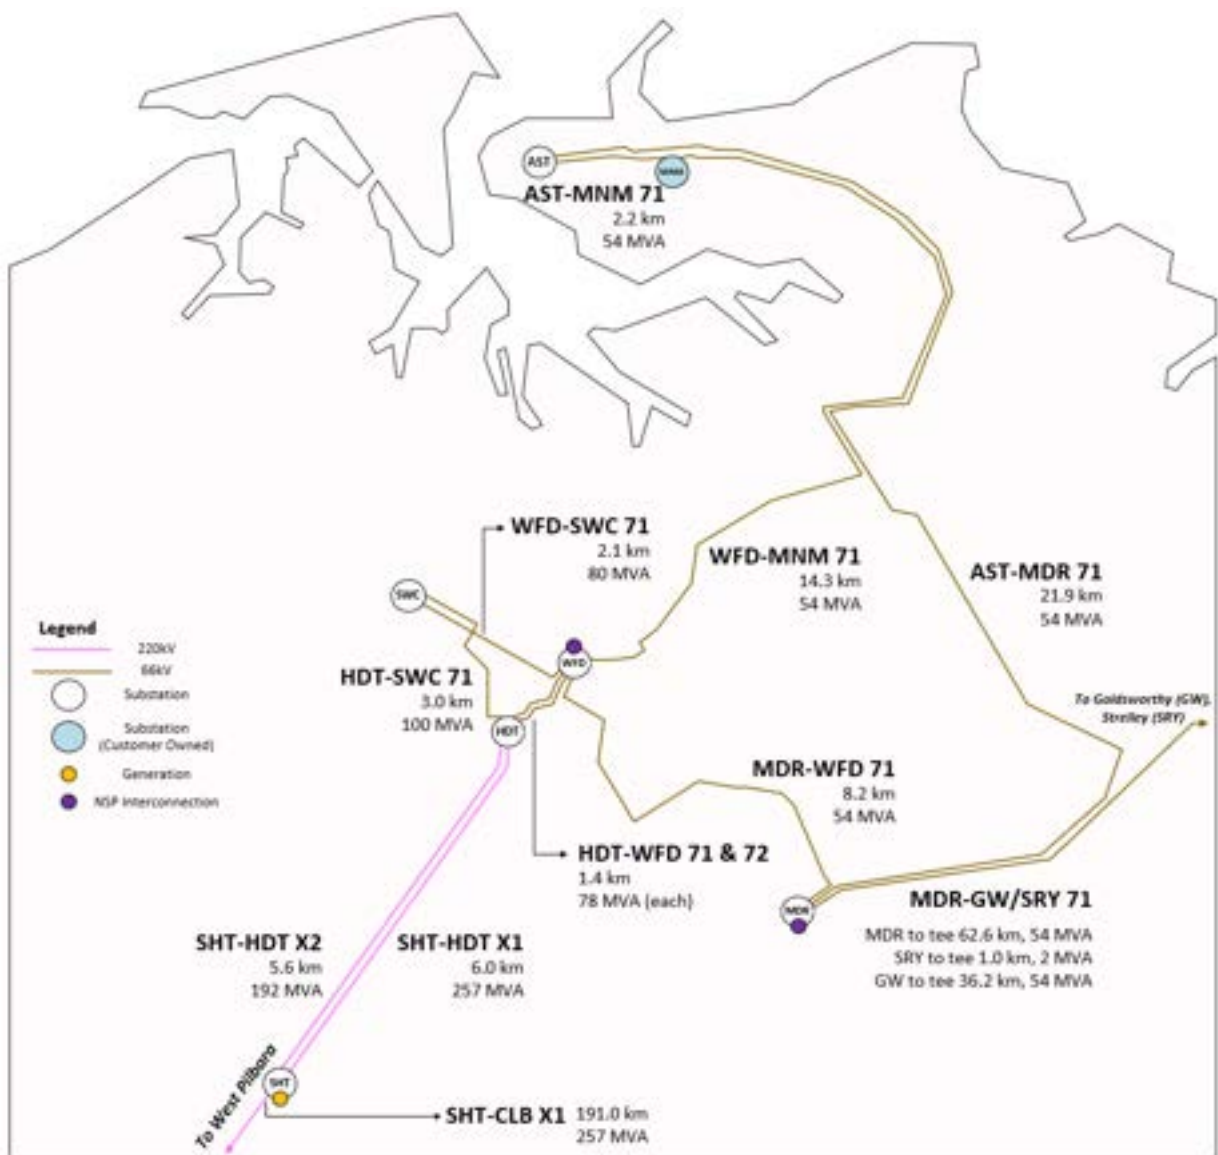 AST
MNM
AST-MNM 71
2.2 km
54 MVA
WFD-SWC 71
2.1 km
80 MVA
WFD-MNM 71
14.3 km
54 MVA
AST-MDR 71
21.9 km
54 MVA
SWC
WFD
Legend
220kV
66kV
Substation
Substation
(Customer Owned)
Generation
NSP Interconnection
HDT-SWC 71
3.0 km
100 MVA
HDT
To Goldsworthy (GW),
Strelley (SRY)
MDR-WFD 71
8.2 km
54 MVA
HDT-WFD 71 & 72
1.4 km
78 MVA (each)
MDR
MDR-GW/SRY 71
MDR to tee 62.6 km, 54 MVA
SRY to tee 1.0 km, 2 MVA
GW to tee 36.2 km, 54 MVA
SHT-HDT X2
5.6 km
192 MVA
SHT-HDT X1
6.0 km
257 MVA
SHT
To West Pilbara
SHT-CLB X1
191.0 km
257 MVA